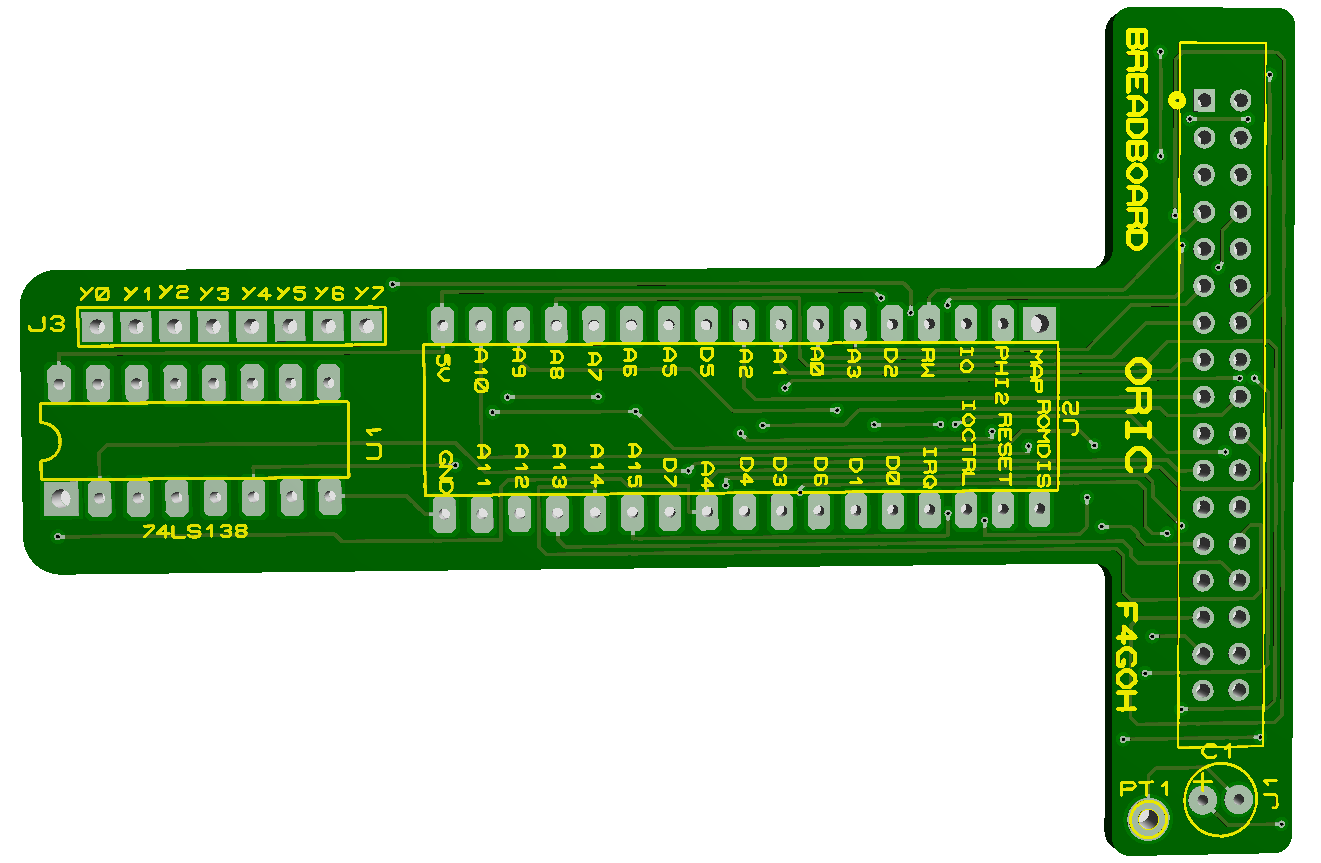 BREADBOARD
ORIC
F4GOH
Y0 Y1 Y2 Y3 Y4 Y5 Y6 Y7
J3
U1
74LS138
5V A10 A9 A8 A7 A6 A5 D5 A2 A1 A0 A3 D2 RW IO PHI2 MAP
GND A11 A12 A13 A14 A15 D7 A4 D4 D3 D6 D1 D0 IRQ IOCTRL RESET ROMDIS
J2
C1
+
PT1
J1